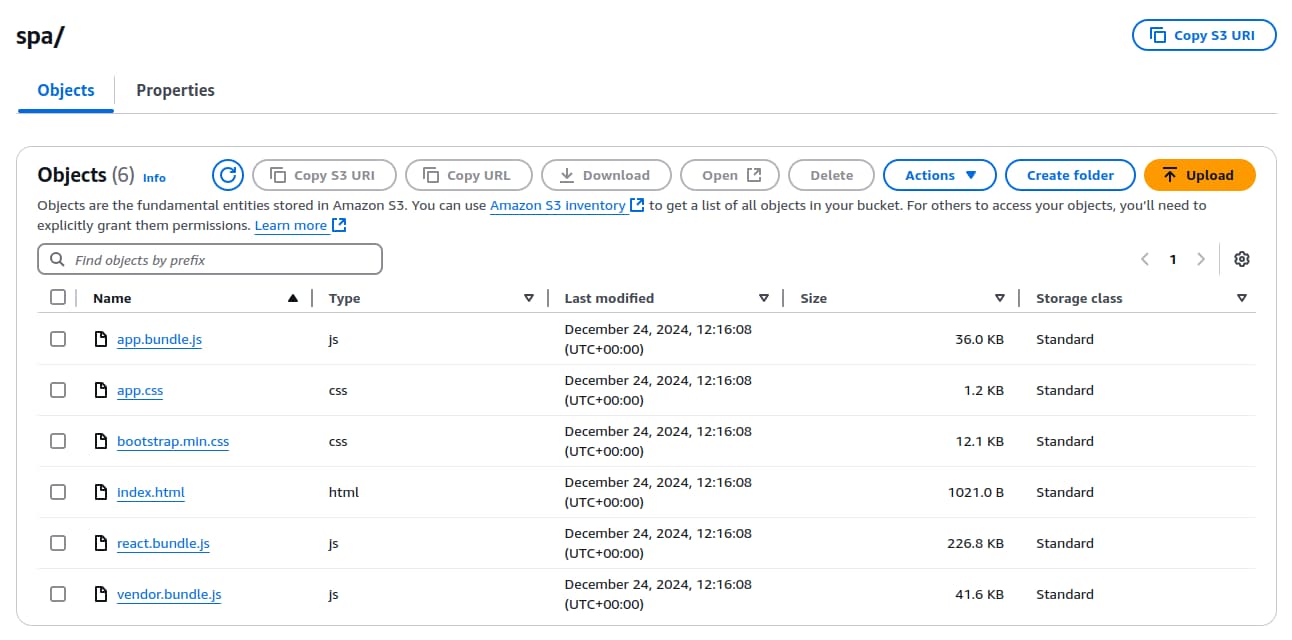 spa/
Copy S3 URI
Objects
Properties
Objects (6) Info
Copy S3 URI
Copy URL
Download
Open
Delete
Actions
Create folder
Upload
Objects are the fundamental entities stored in Amazon S3. You can use Amazon S3 inventory to get a list of all objects in your bucket. For others to access your objects, you'll need to
explicitly grant them permissions. Learn more
Find objects by prefix
1
Name Type Last modified Size Storage class
app.bundle.js js December 24, 2024, 12:16:08 36.0 KB Standard
(UTC+00:00)
app.css css December 24, 2024, 12:16:08 1.2 KB Standard
(UTC+00:00)
bootstrap.min.css css December 24, 2024, 12:16:08 12.1 KB Standard
(UTC+00:00)
index.html html December 24, 2024, 12:16:08 1021.0 B Standard
(UTC+00:00)
react.bundle.js js December 24, 2024, 12:16:08 226.8 KB Standard
(UTC+00:00)
vendor.bundle.js js December 24, 2024, 12:16:08 41.6 KB Standard
(UTC+00:00)